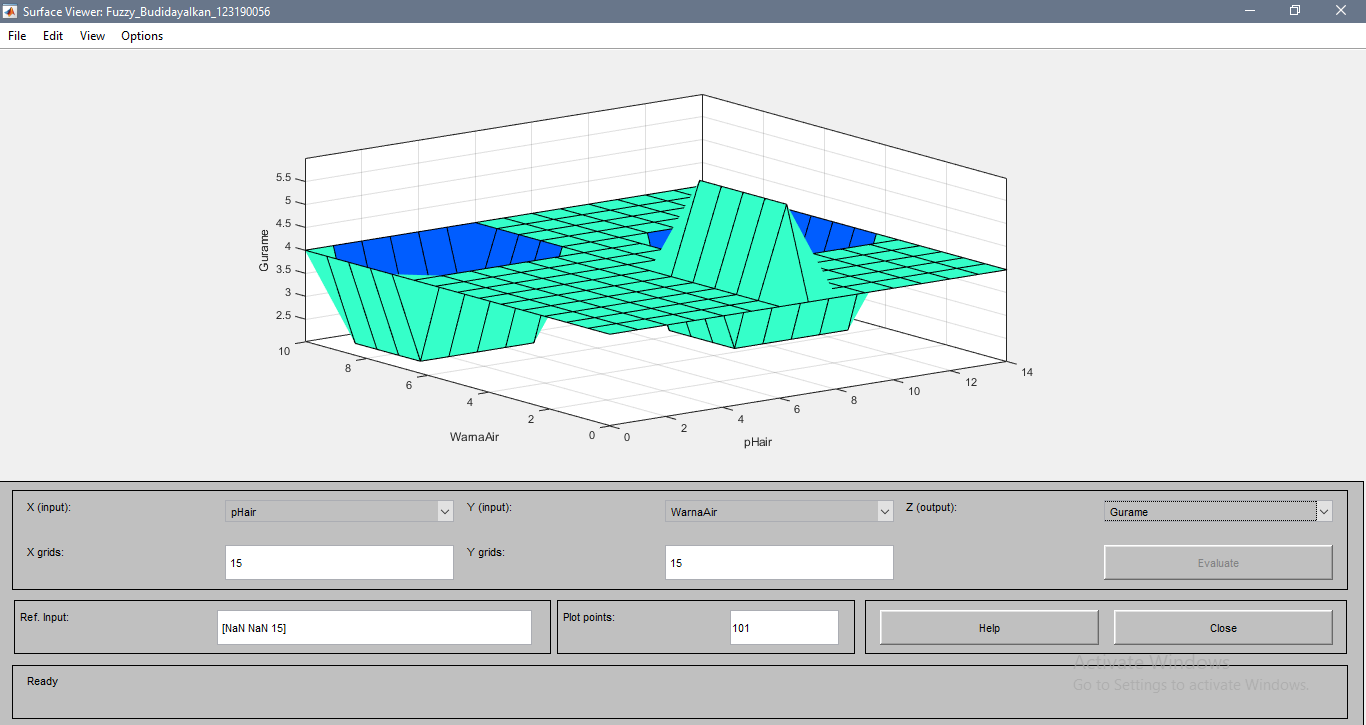 Surface Viewer: Fuzzy_BudidayaIkan_123190056
File Edit View Options
5.5
5
4.5
4
3.5
3
2.5
Gurame
10
8
6
4
2
0
WarnaAir
0
2
4
6
8
10
12
14
pHair
X (input): pHair Y (input): WarnaAir Z (output): Gurame
X grids: 15 Y grids: 15 Evaluate
Ref. Input: [NaN NaN 15] Plot points: 101 Help Close
Activate Windows
Go to Settings to activate Windows.
Ready